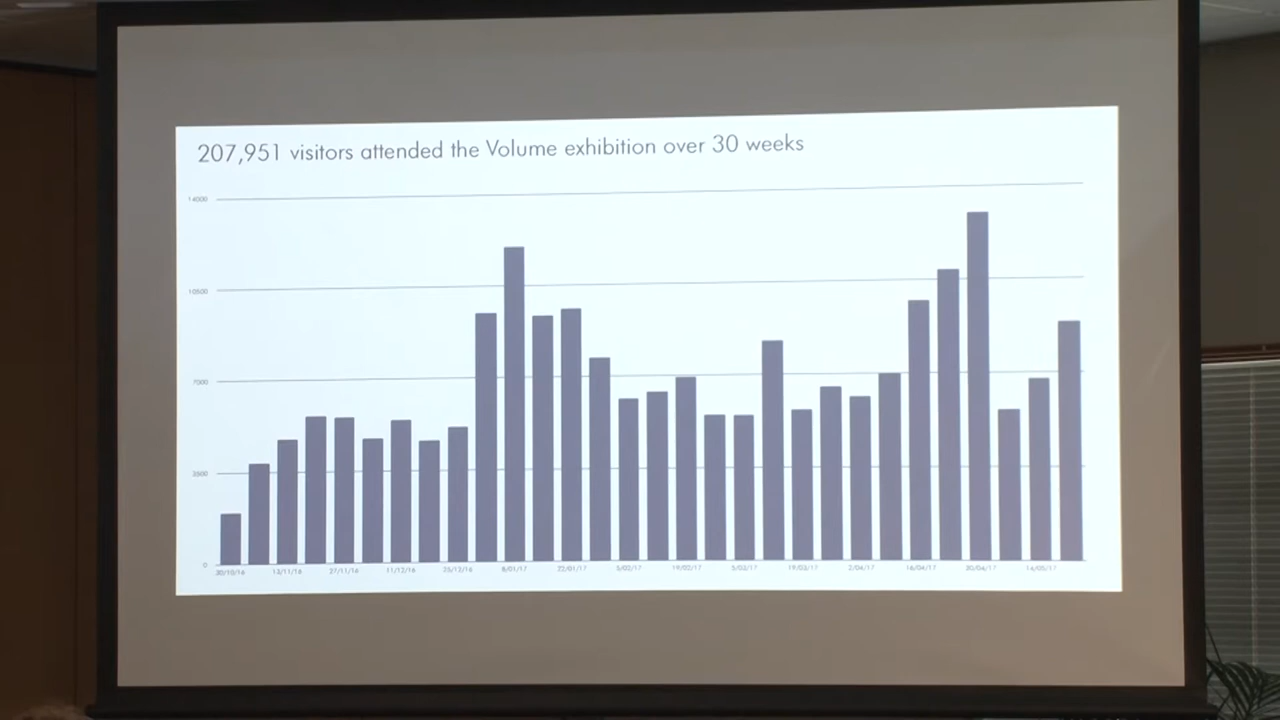 207,951 visitors attended the Volume exhibition over 30 weeks
14000
10500
7000
3500
0
30/10/16 13/11/16 27/11/16 11/12/16 25/12/16 8/01/17 22/01/17 5/02/17 19/02/17 5/03/17 19/03/17 2/04/17 16/04/17 30/04/17 14/05/17